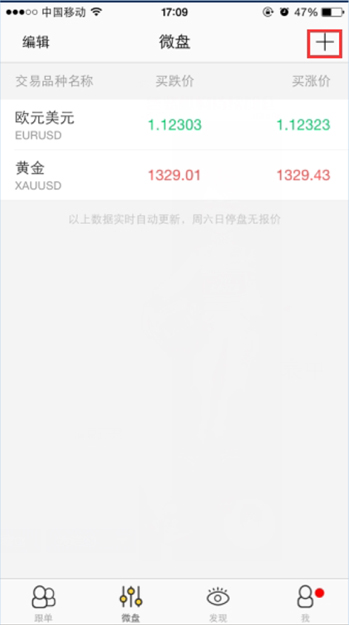 中国移动 17:09 47%
编辑 微盘
交易品种名称 买跌价 买涨价
欧元美元 1.12303 1.12323
EURUSD
黄金 1329.01 1329.43
XAUUSD
以上数据实时自动更新，周六日停盘无报价
跟单 微盘 发现 我